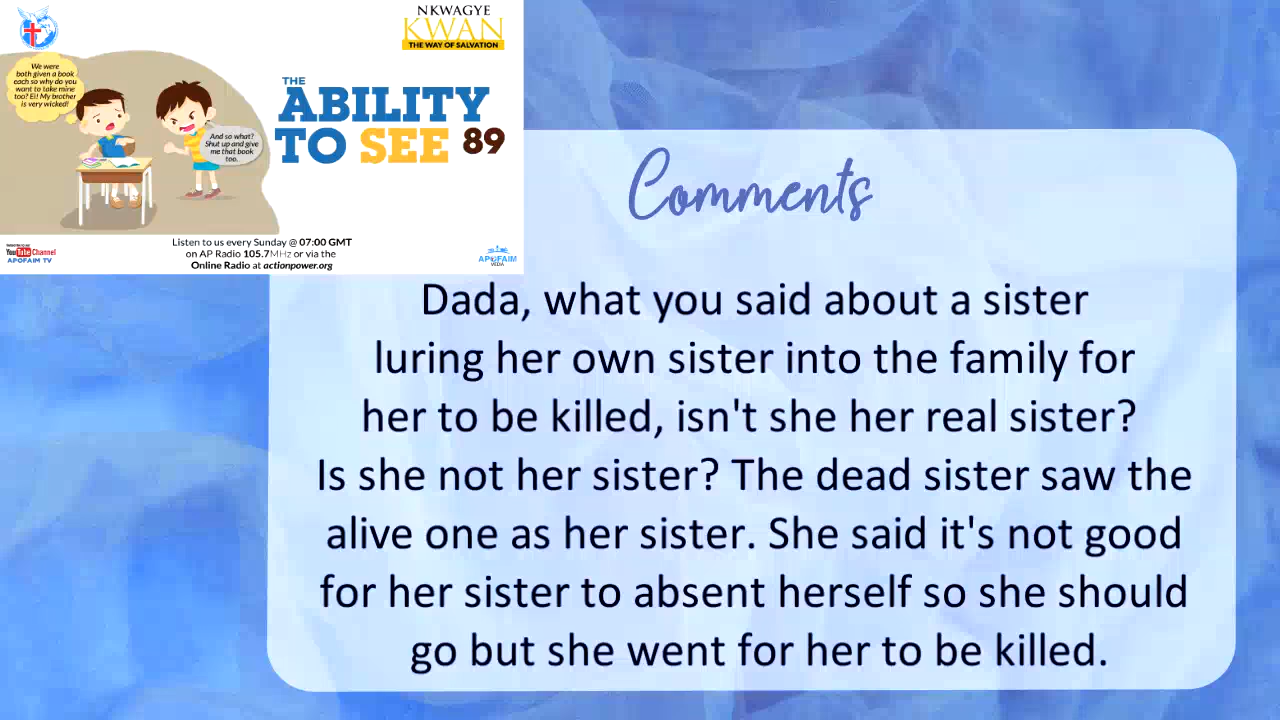 NKWAGYE
KWAN
THE WAY OF SALVATION
We were
both given a book
each so why do you
want to take mine
too? Ei! My brother
is very wicked!
And so what?
Shut up and give
me that book
too.
THE
ABILITY
TO SEE 89
YouTube Channel
APOFAIM TV
Listen to us every Sunday @ 07:00 GMT
on AP Radio 105.7MHz or via the
Online Radio at actionpower.org
APOFAIM
MEDIA
Comments
Dada, what you said about a sister
luring her own sister into the family for
her to be killed, isn't she her real sister?
Is she not her sister? The dead sister saw the
alive one as her sister. She said it's not good
for her sister to absent herself so she should
go but she went for her to be killed.